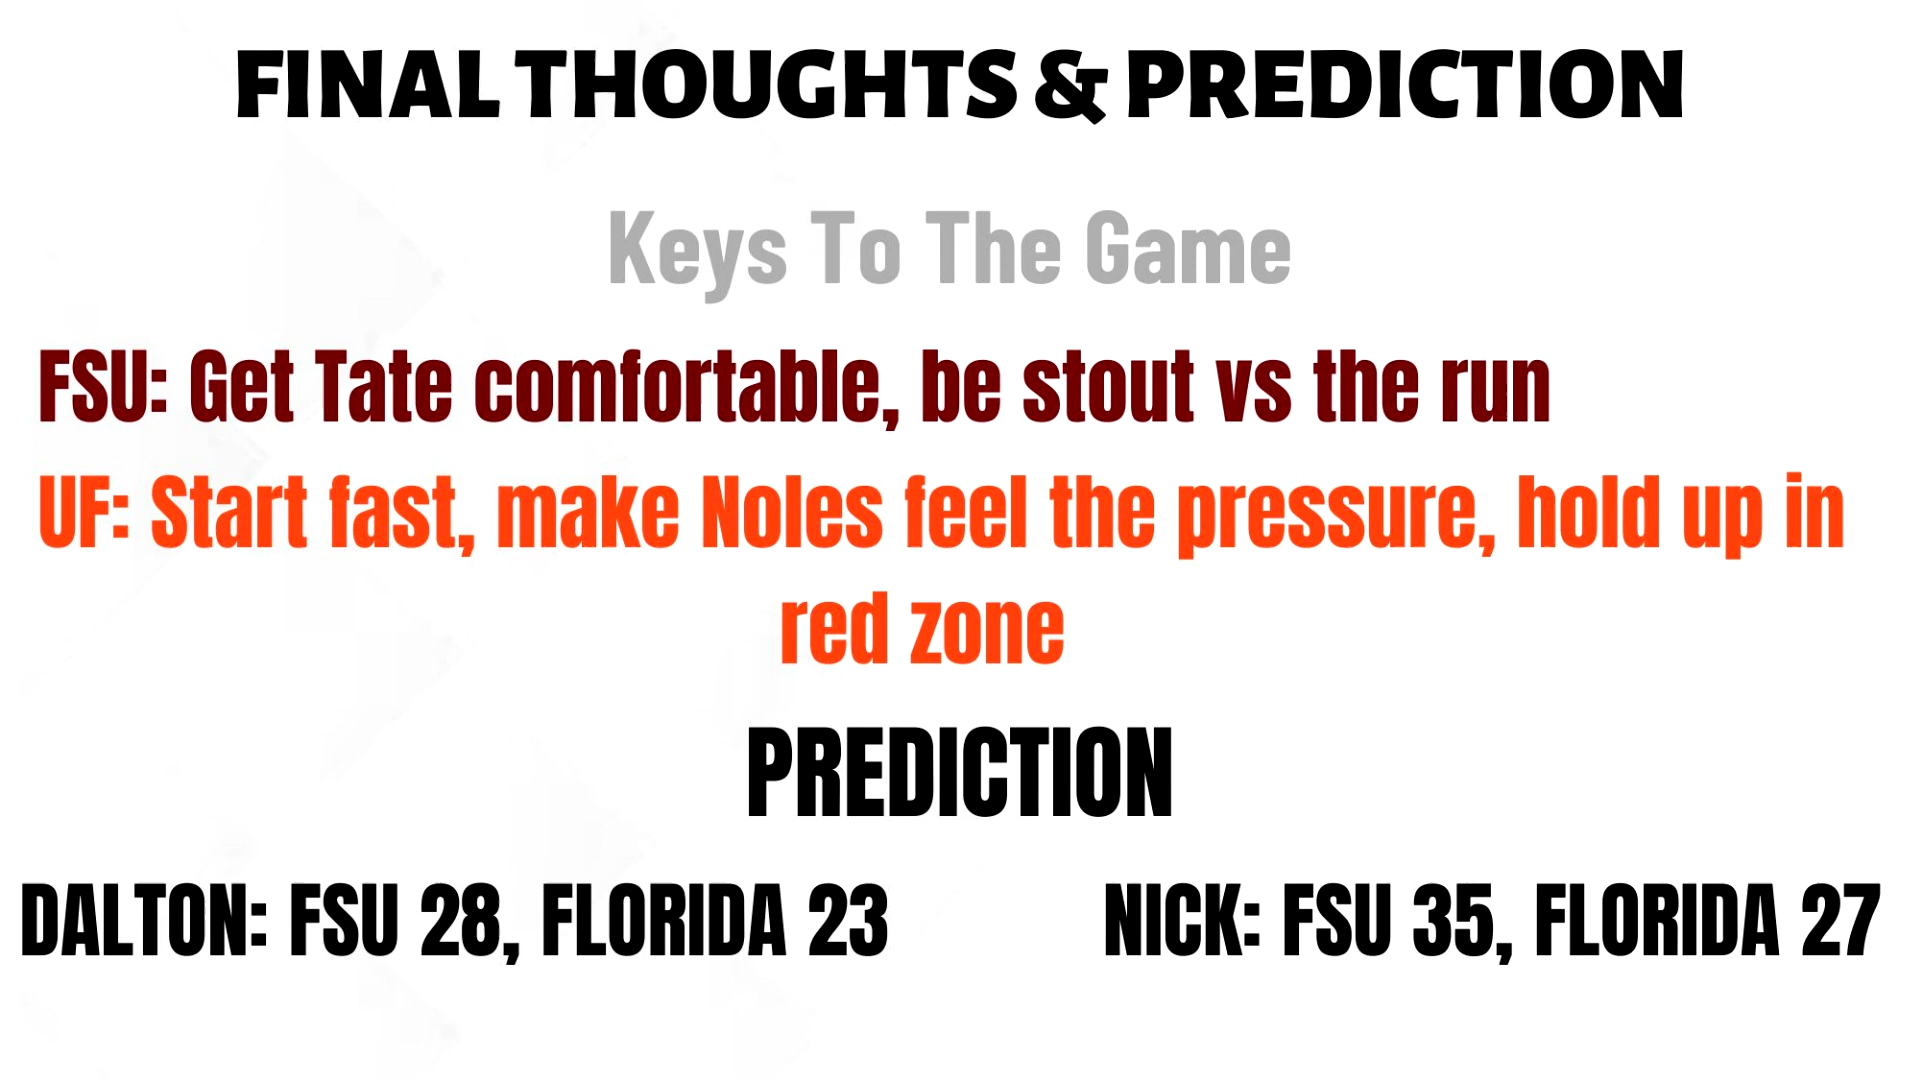 FINAL THOUGHTS & PREDICTION
Keys To The Game
FSU: Get Tate comfortable, be stout vs the run
UF: Start fast, make Noles feel the pressure, hold up in
red zone
PREDICTION
DALTON: FSU 28, FLORIDA 23
NICK: FSU 35, FLORIDA 27